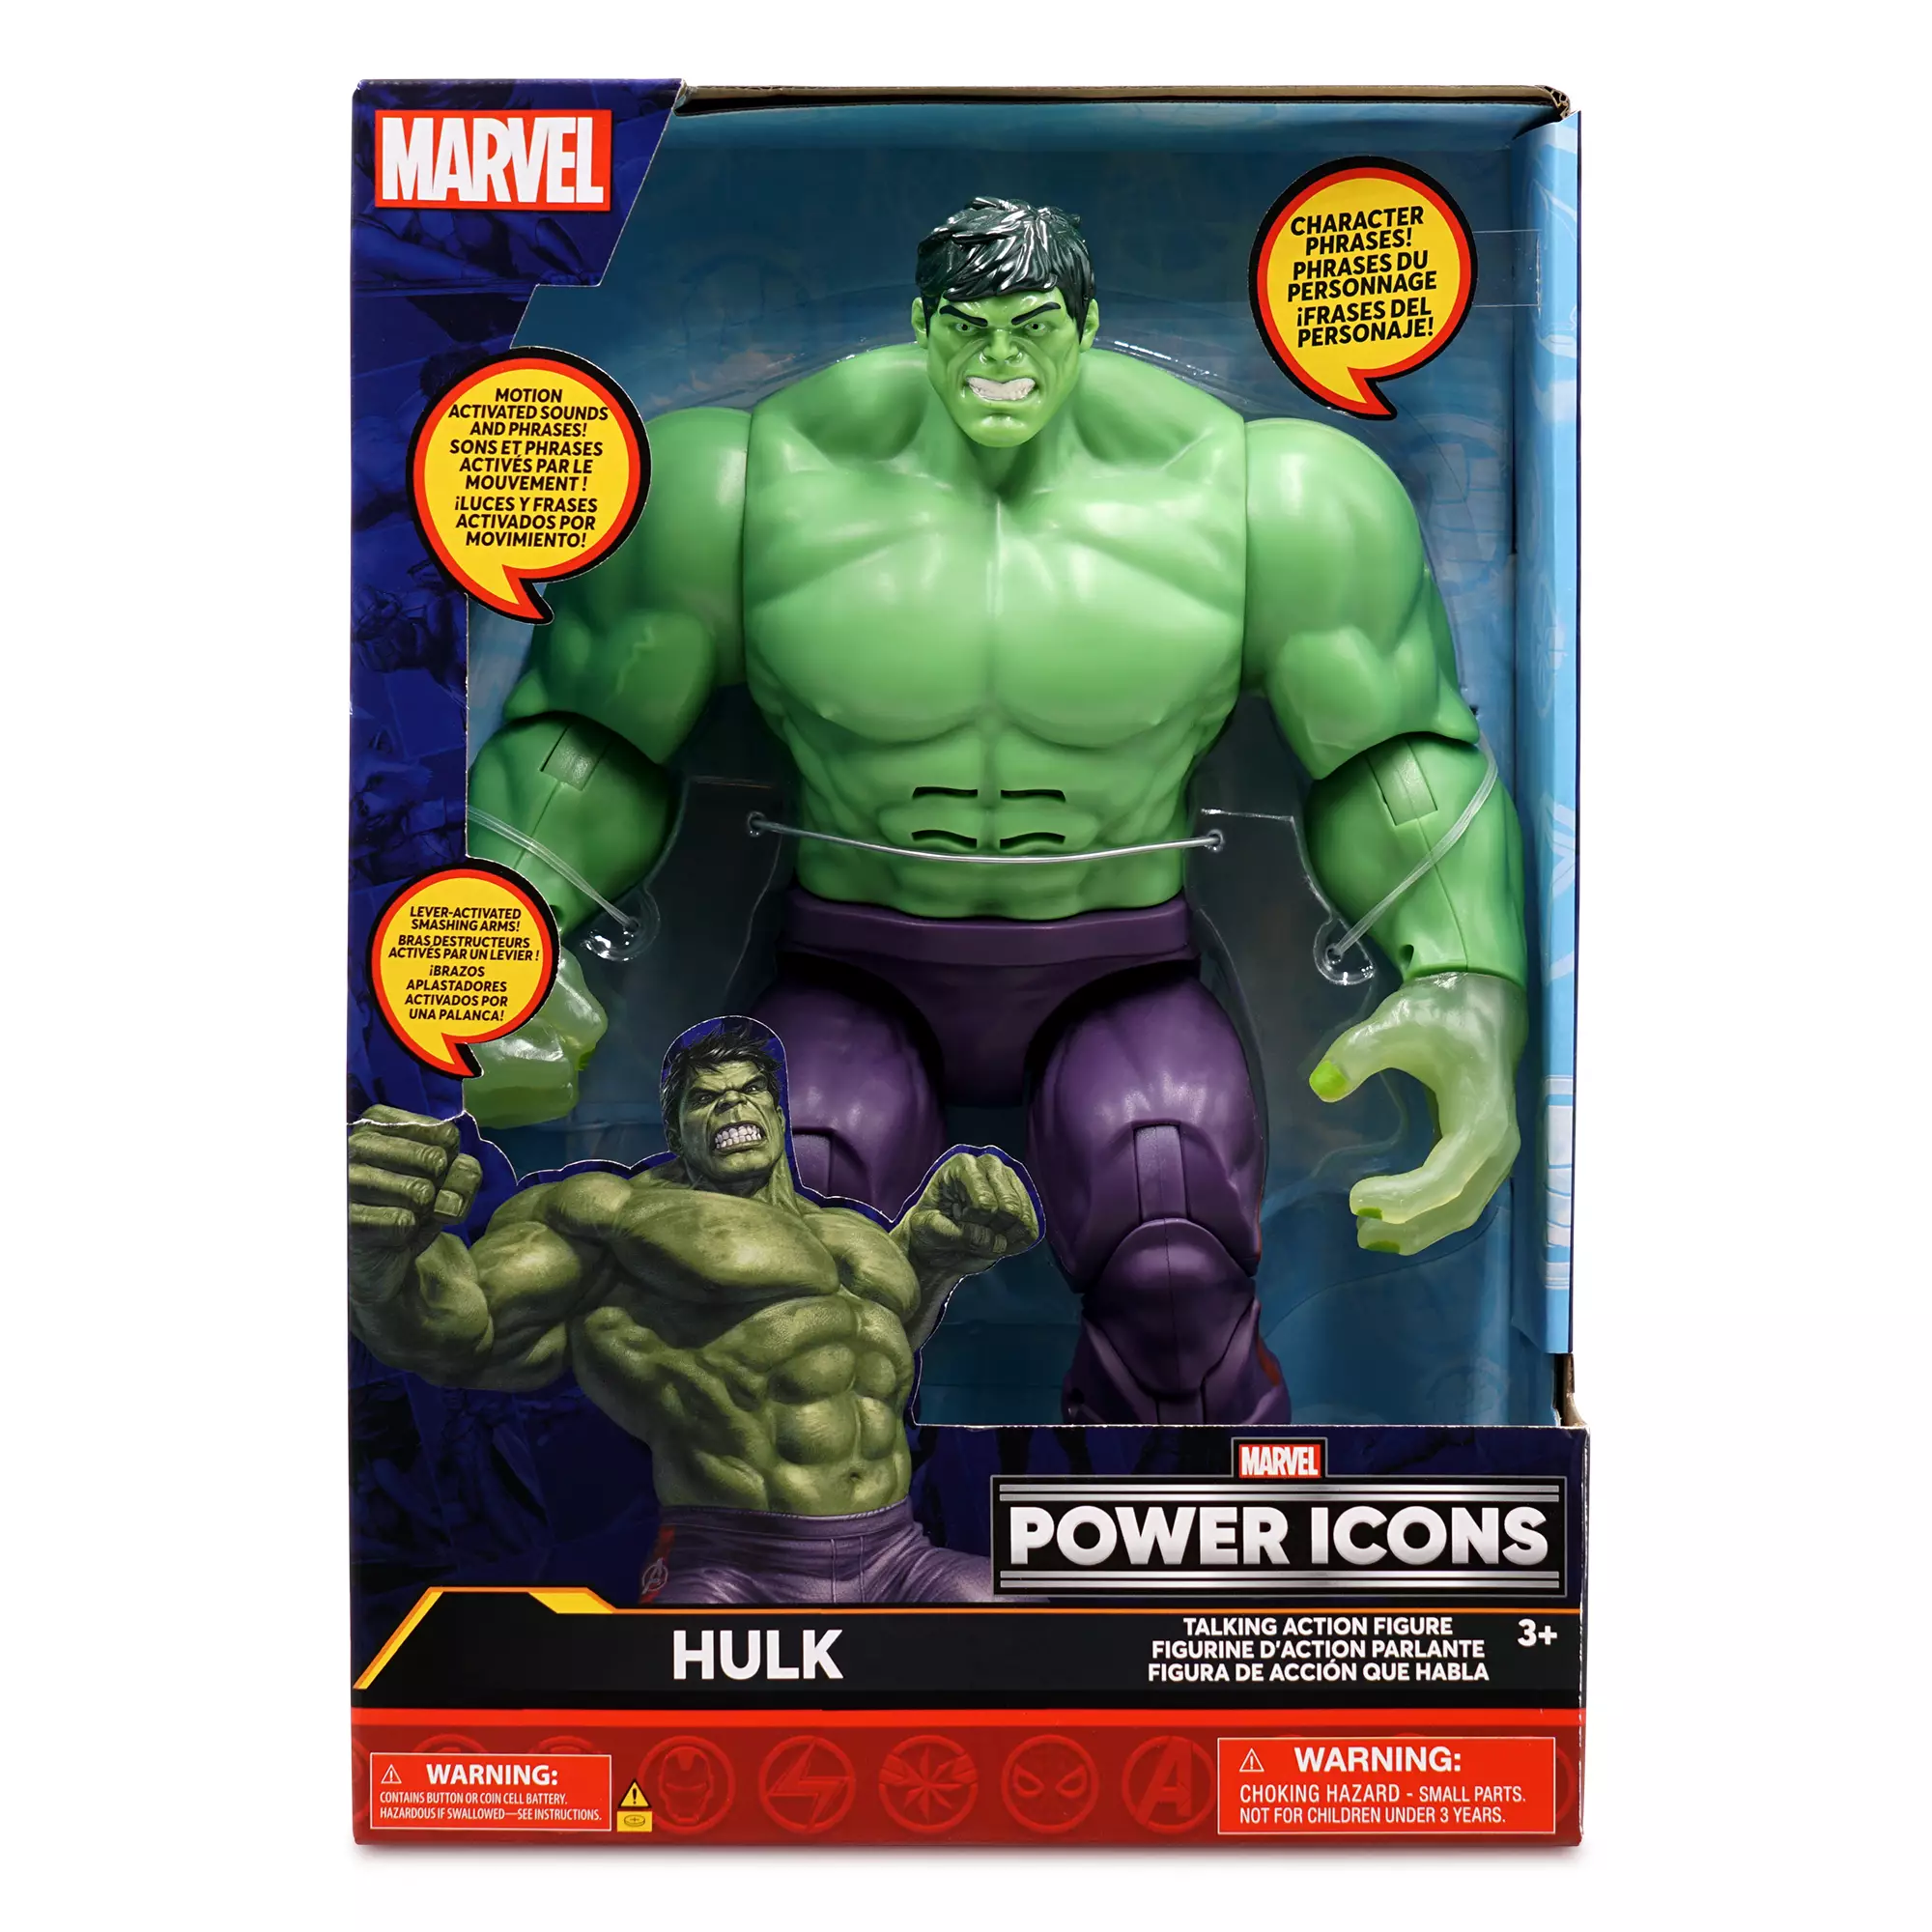 MARVEL
CHARACTER
PHRASES!
PHRASES DU
PERSONNAGE
¡FRASES DEL
PERSONAJE!
MOTION
ACTIVATED SOUNDS
AND PHRASES!
SONS ET PHRASES
ACTIVÉS PAR LE
MOUVEMENT !
¡LUCES Y FRASES
ACTIVADOS POR
MOVIMIENTO!
LEVER-ACTIVATED
SMASHING ARMS!
BRAS DESTRUCTEURS
ACTIVÉS PAR UN LEVIER !
¡BRAZOS
APLASTADORES
ACTIVADOS POR
UNA PALANCA!
MARVEL
POWER ICONS
HULK
TALKING ACTION FIGURE
FIGURINE D'ACTION PARLANTE
FIGURA DE ACCIÓN QUE HABLA
3+
WARNING:
CONTAINS BUTTON OR COIN CELL BATTERY.
HAZARDOUS IF SWALLOWED—SEE INSTRUCTIONS.
WARNING:
CHOKING HAZARD - SMALL PARTS.
NOT FOR CHILDREN UNDER 3 YEARS.